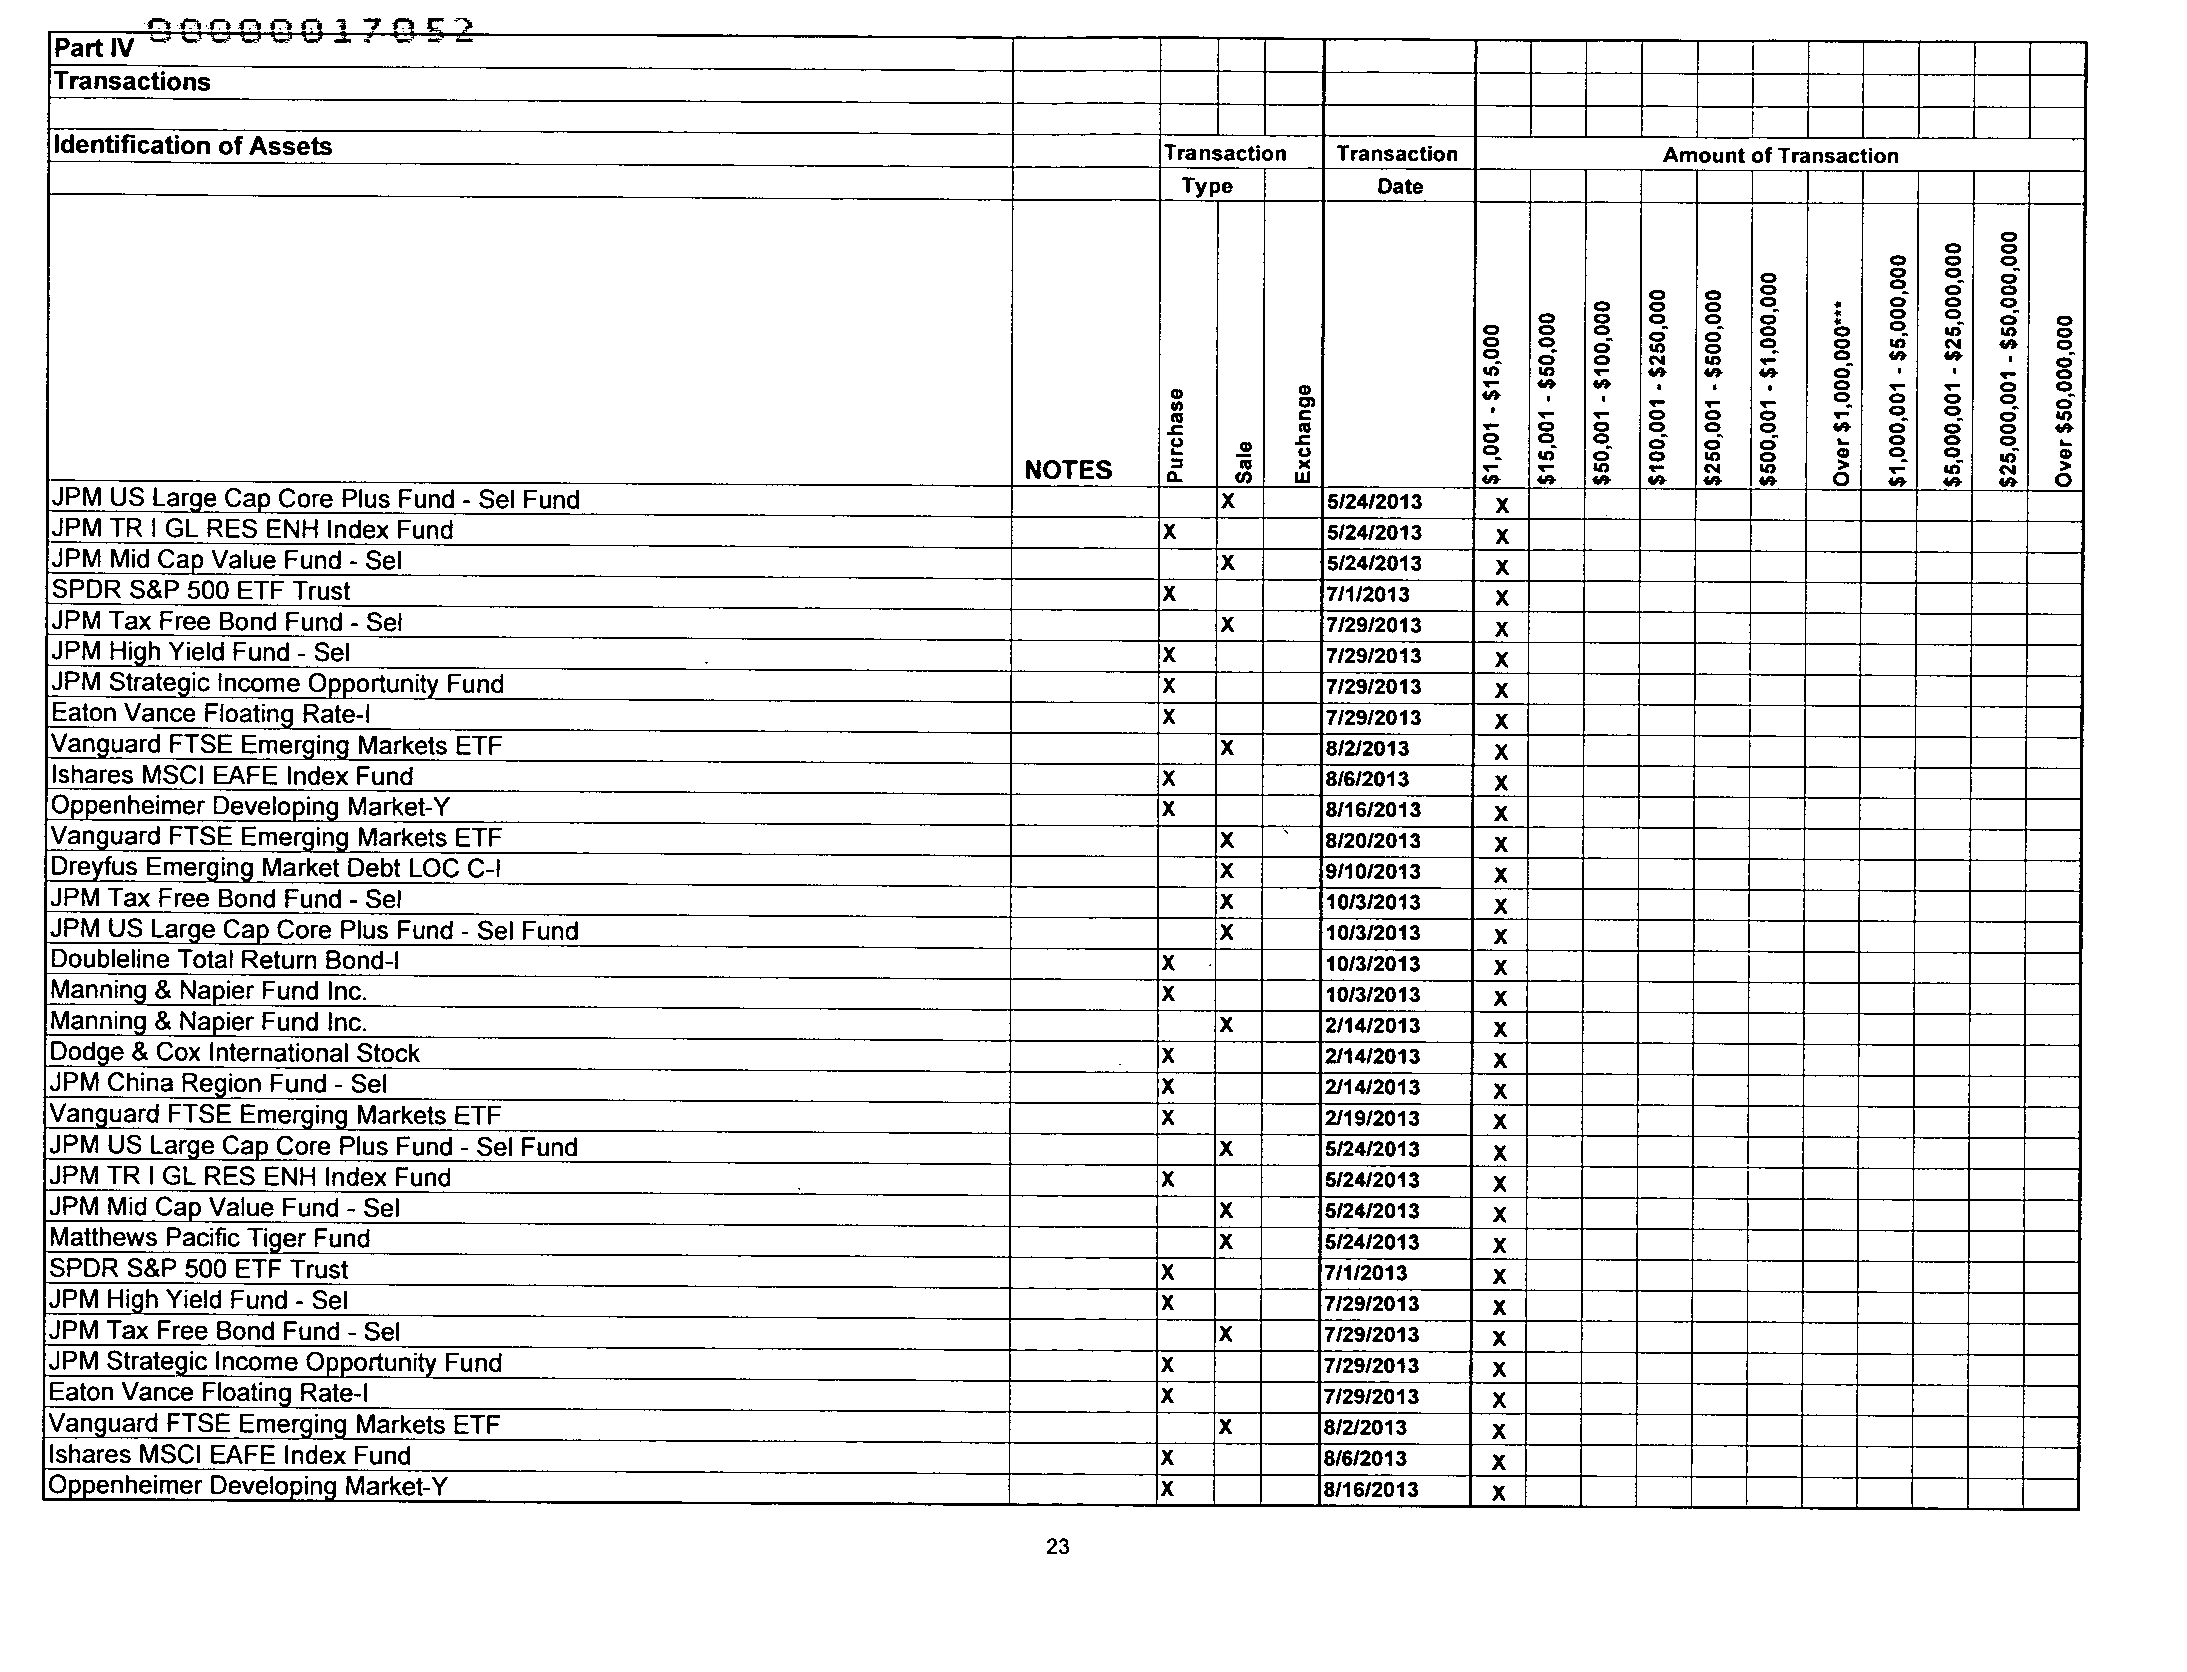 00000017052
Part IV
Transactions
Identification of Assets Transaction Transaction Amount of Transaction
Type Date
NOTES Purchase Sale Exchange $1,001 - $15,000 $15,001 - $50,000 $50,001 - $100,000 $100,001 - $250,000 $250,001 - $500,000 $500,001 - $1,000,000 Over $1,000,000*** $1,000,001 - $5,000,000 $5,000,001 - $25,000,000 $25,000,001 - $50,000,000 Over $50,000,000
JPM US Large Cap Core Plus Fund - Sel Fund X 5/24/2013 X
JPM TR I GL RES ENH Index Fund X 5/24/2013 X
JPM Mid Cap Value Fund - Sel X 5/24/2013 X
SPDR S&P 500 ETF Trust X 7/1/2013 X
JPM Tax Free Bond Fund - Sel X 7/29/2013 X
JPM High Yield Fund - Sel X 7/29/2013 X
JPM Strategic Income Opportunity Fund X 7/29/2013 X
Eaton Vance Floating Rate-I X 7/29/2013 X
Vanguard FTSE Emerging Markets ETF X 8/2/2013 X
Ishares MSCI EAFE Index Fund X 8/6/2013 X
Oppenheimer Developing Market-Y X 8/16/2013 X
Vanguard FTSE Emerging Markets ETF X 8/20/2013 X
Dreyfus Emerging Market Debt LOC C-I X 9/10/2013 X
JPM Tax Free Bond Fund - Sel X 10/3/2013 X
JPM US Large Cap Core Plus Fund - Sel Fund X 10/3/2013 X
Doubleline Total Return Bond-I X 10/3/2013 X
Manning & Napier Fund Inc. X 10/3/2013 X
Manning & Napier Fund Inc. X 2/14/2013 X
Dodge & Cox International Stock X 2/14/2013 X
JPM China Region Fund - Sel X 2/14/2013 X
Vanguard FTSE Emerging Markets ETF X 2/19/2013 X
JPM US Large Cap Core Plus Fund - Sel Fund X 5/24/2013 X
JPM TR I GL RES ENH Index Fund X 5/24/2013 X
JPM Mid Cap Value Fund - Sel X 5/24/2013 X
Matthews Pacific Tiger Fund X 5/24/2013 X
SPDR S&P 500 ETF Trust X 7/1/2013 X
JPM High Yield Fund - Sel X 7/29/2013 X
JPM Tax Free Bond Fund - Sel X 7/29/2013 X
JPM Strategic Income Opportunity Fund X 7/29/2013 X
Eaton Vance Floating Rate-I X 7/29/2013 X
Vanguard FTSE Emerging Markets ETF X 8/2/2013 X
Ishares MSCI EAFE Index Fund X 8/6/2013 X
Oppenheimer Developing Market-Y X 8/16/2013 X
23